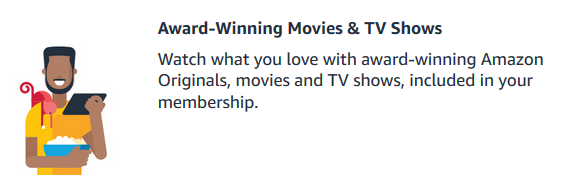 Award-Winning Movies & TV Shows
Watch what you love with award-winning Amazon
Originals, movies and TV shows, included in your
membership.